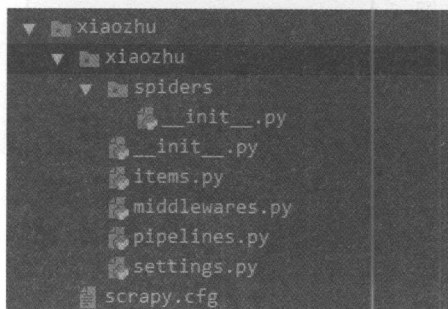 xiaozhu
xiaozhu
spiders
__init__.py
__init__.py
items.py
middlewares.py
pipelines.py
settings.py
scrapy.cfg